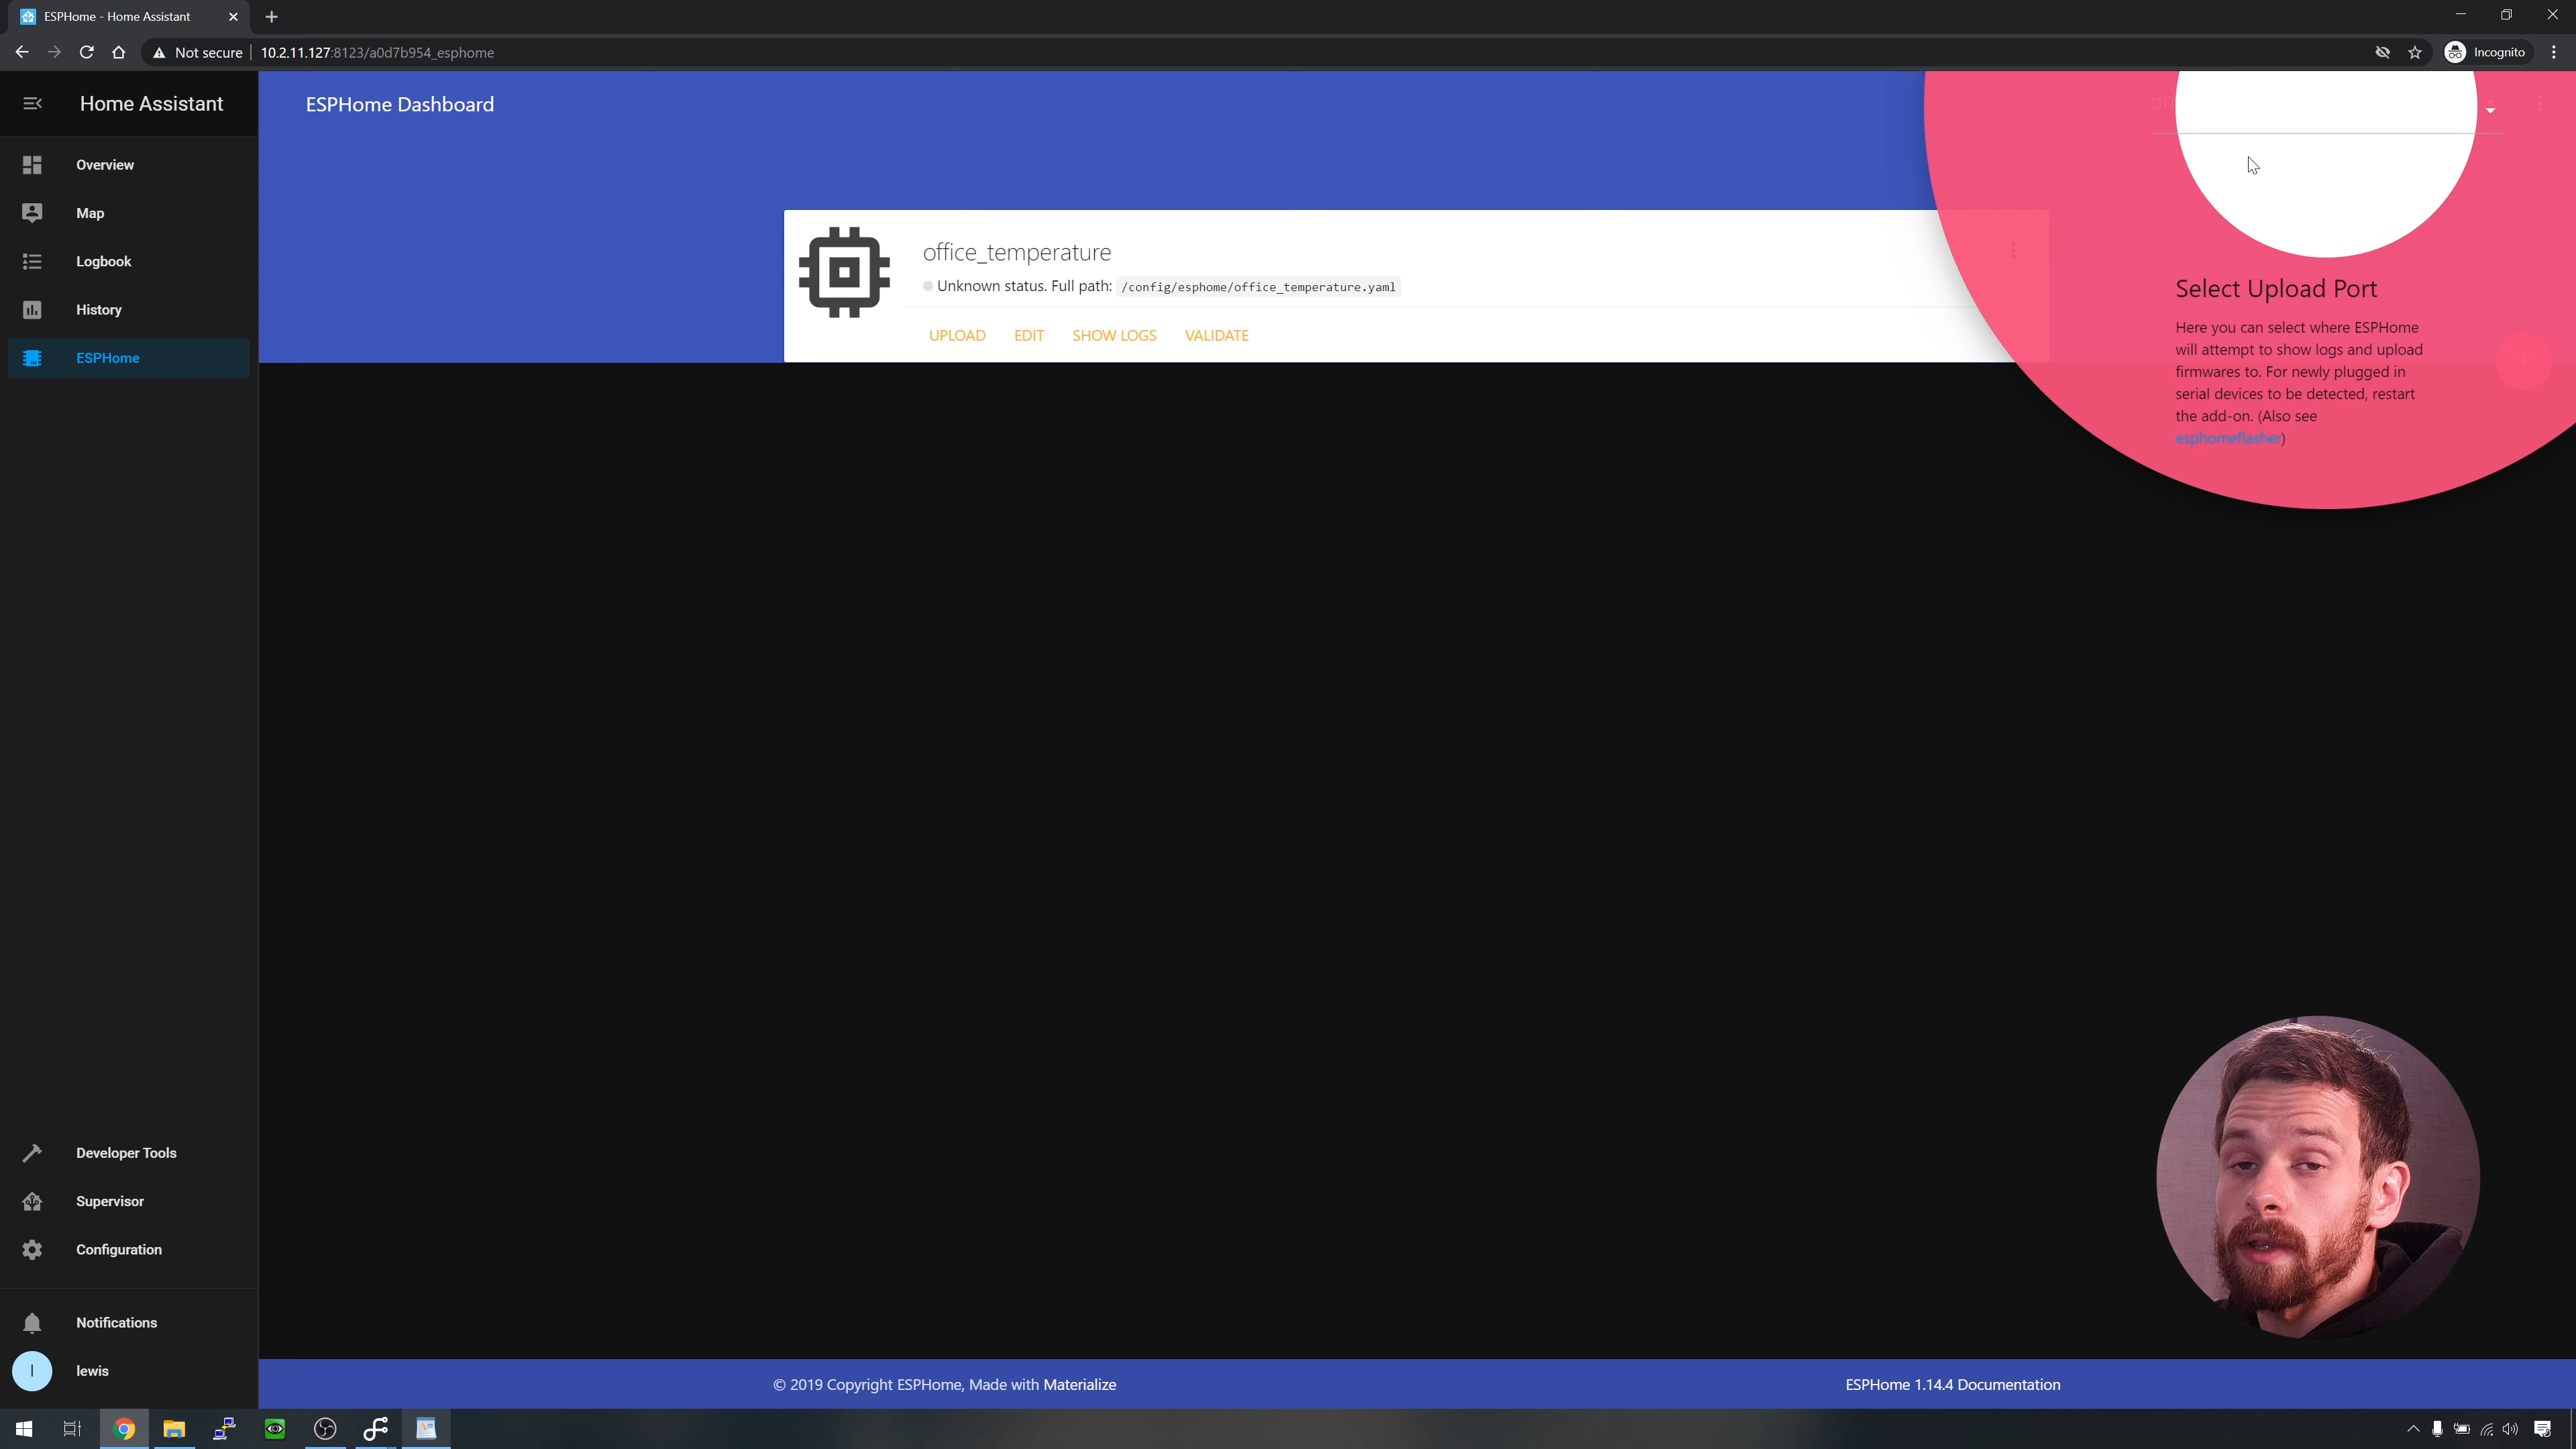 ESPHome - Home Assistant
Not secure
10.2.11.127:8123/a0d7b954_esphome
Incognito
Home Assistant
ESPHome Dashboard
Overview
Map
Logbook
History
ESPHome
office_temperature
Unknown status. Full path: /config/esphome/office_temperature.yaml
UPLOAD EDIT SHOW LOGS VALIDATE
Select Upload Port
Here you can select where ESPHome
will attempt to show logs and upload
firmwares to. For newly plugged in
serial devices to be detected, restart
the add-on. (Also see
esphomeflasher)
Developer Tools
Supervisor
Configuration
Notifications
l
lewis
© 2019 Copyright ESPHome, Made with Materialize
ESPHome 1.14.4 Documentation